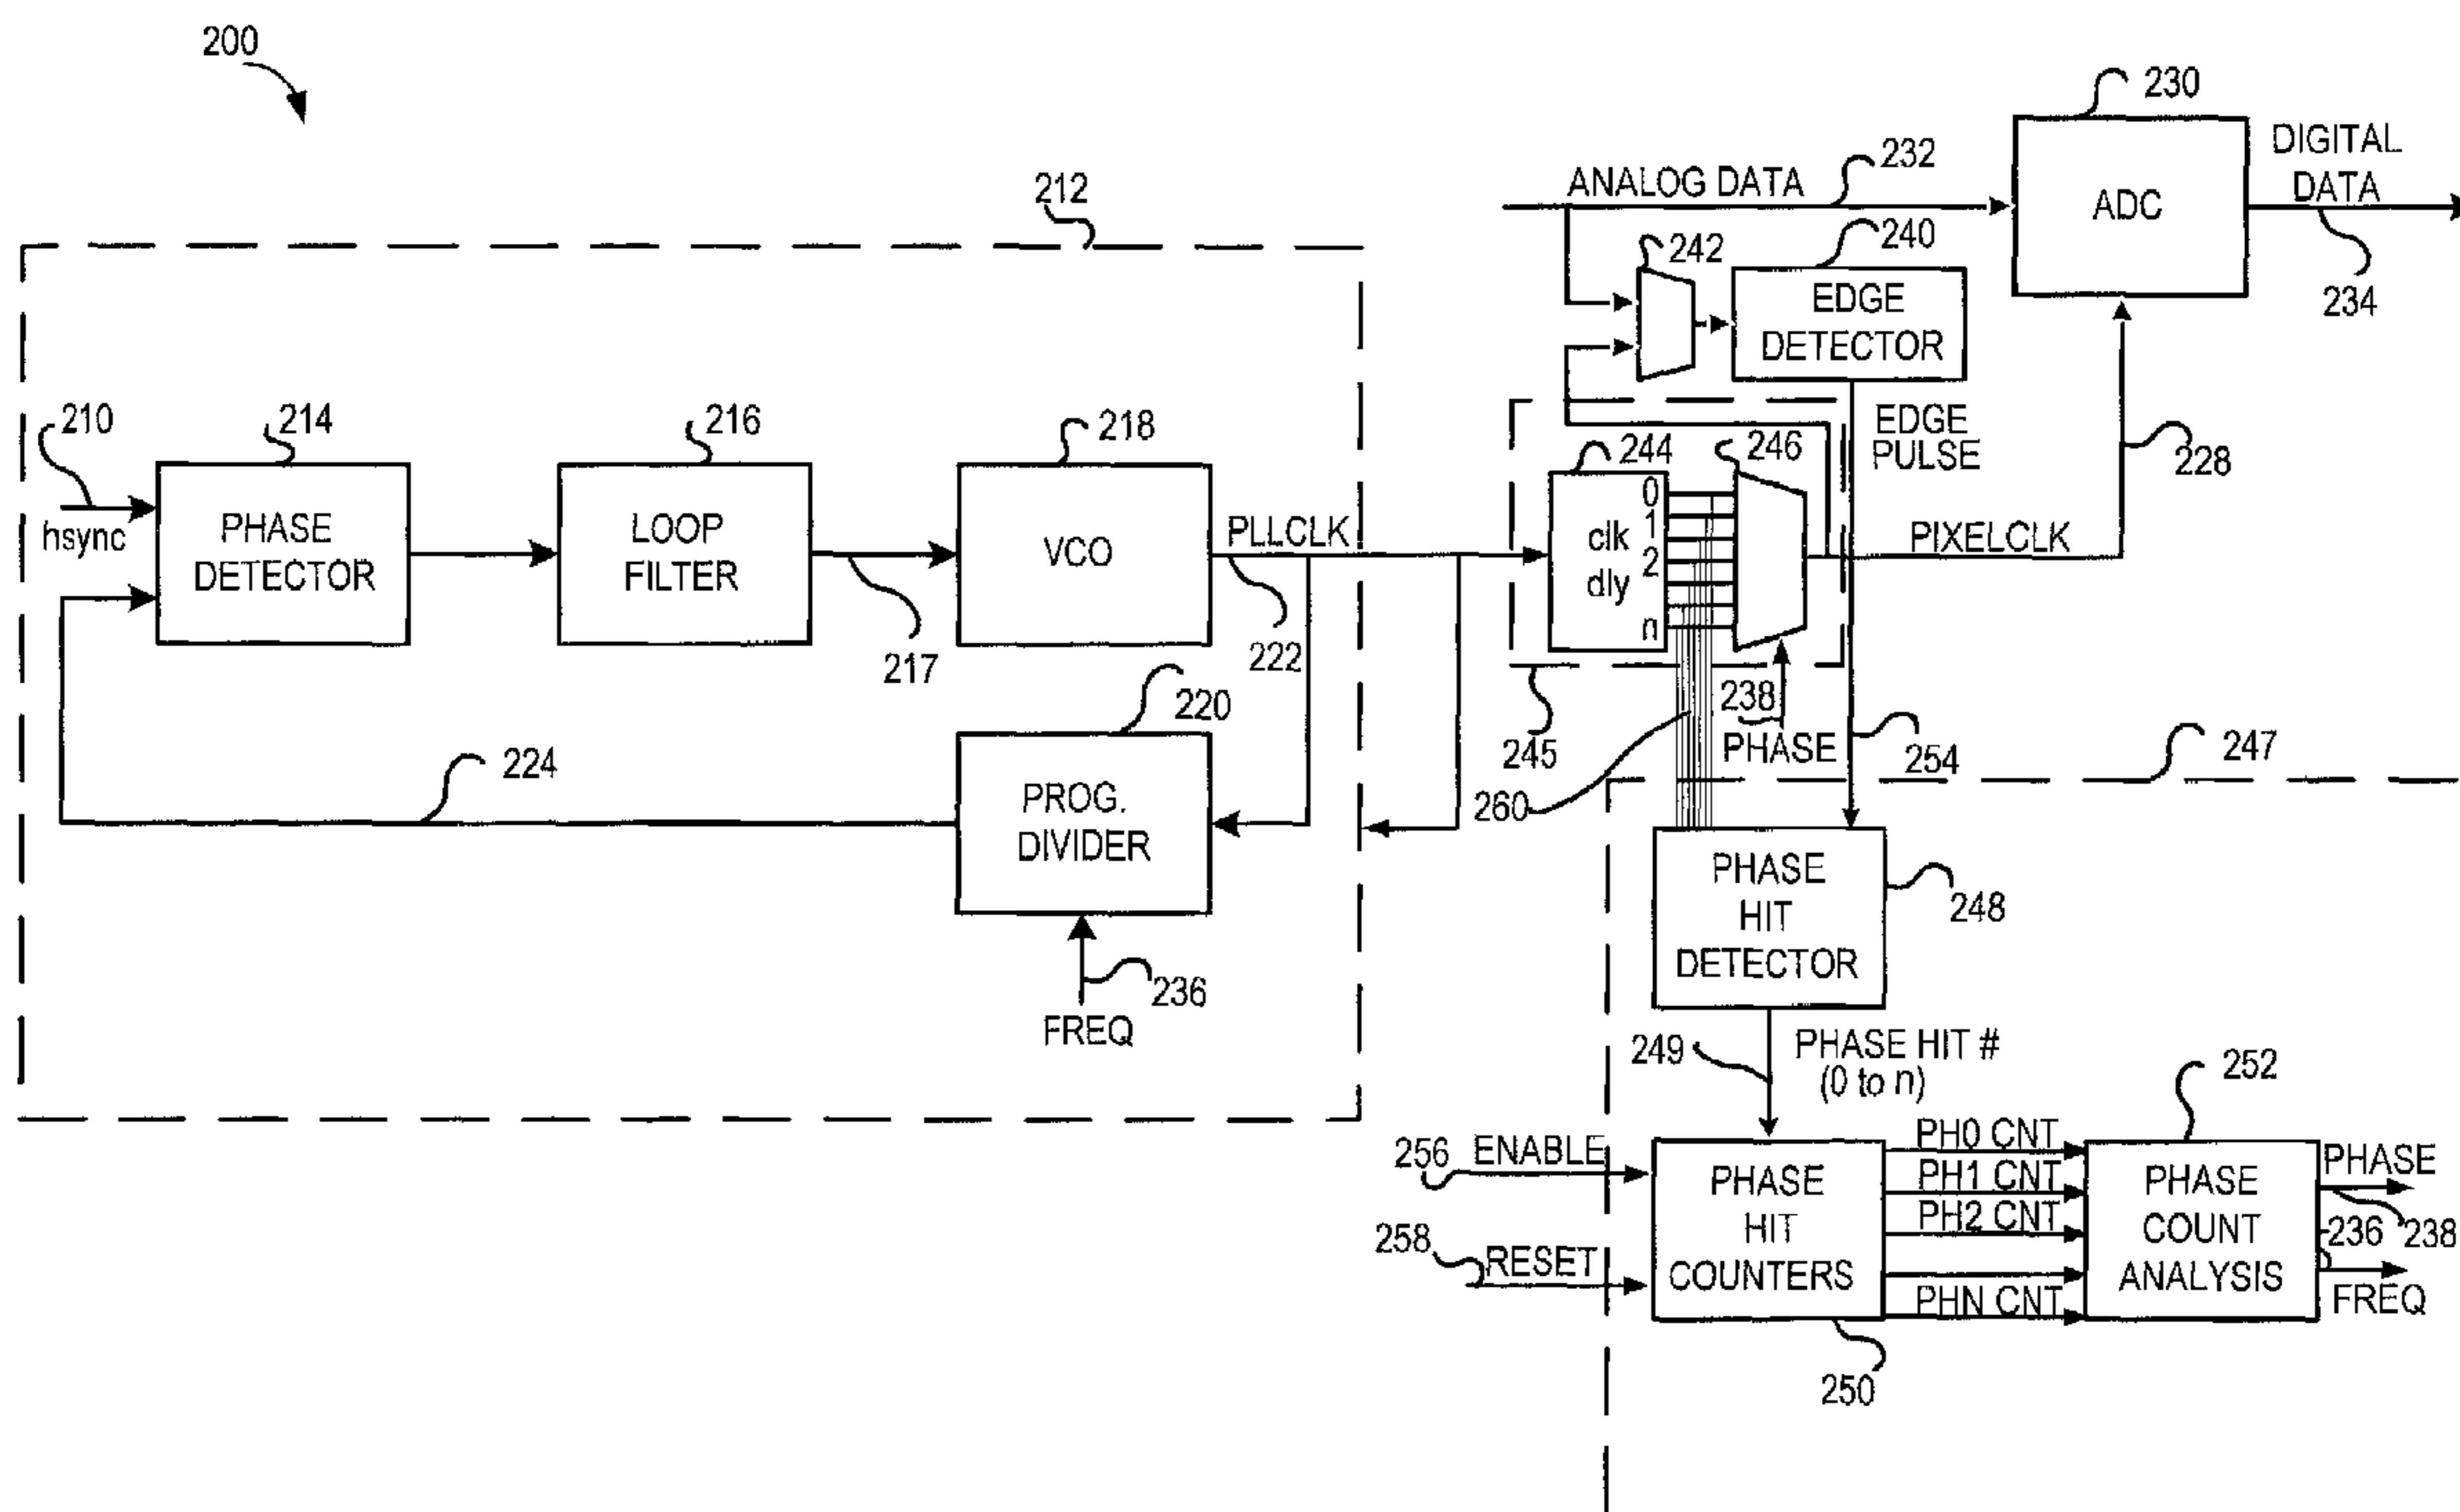 200
230
DIGITAL
DATA
ADC
234
ANALOG DATA
232
212
242
240
EDGE
DETECTOR
EDGE
PULSE
210
hsync
214
PHASE
DETECTOR
216
LOOP
FILTER
217
218
VCO
PLLCLK
222
244
246
0
1
2
n
clk
dly
PIXELCLK
228
238
PHASE
245
260
254
247
224
220
PROG.
DIVIDER
236
FREQ
PHASE
HIT
DETECTOR
248
249
PHASE HIT #
(0 to n)
252
256
ENABLE
258
RESET
PHASE
HIT
COUNTERS
250
PH0 CNT
PH1 CNT
PH2 CNT
PHN CNT
PHASE
COUNT
ANALYSIS
PHASE
236
238
FREQ